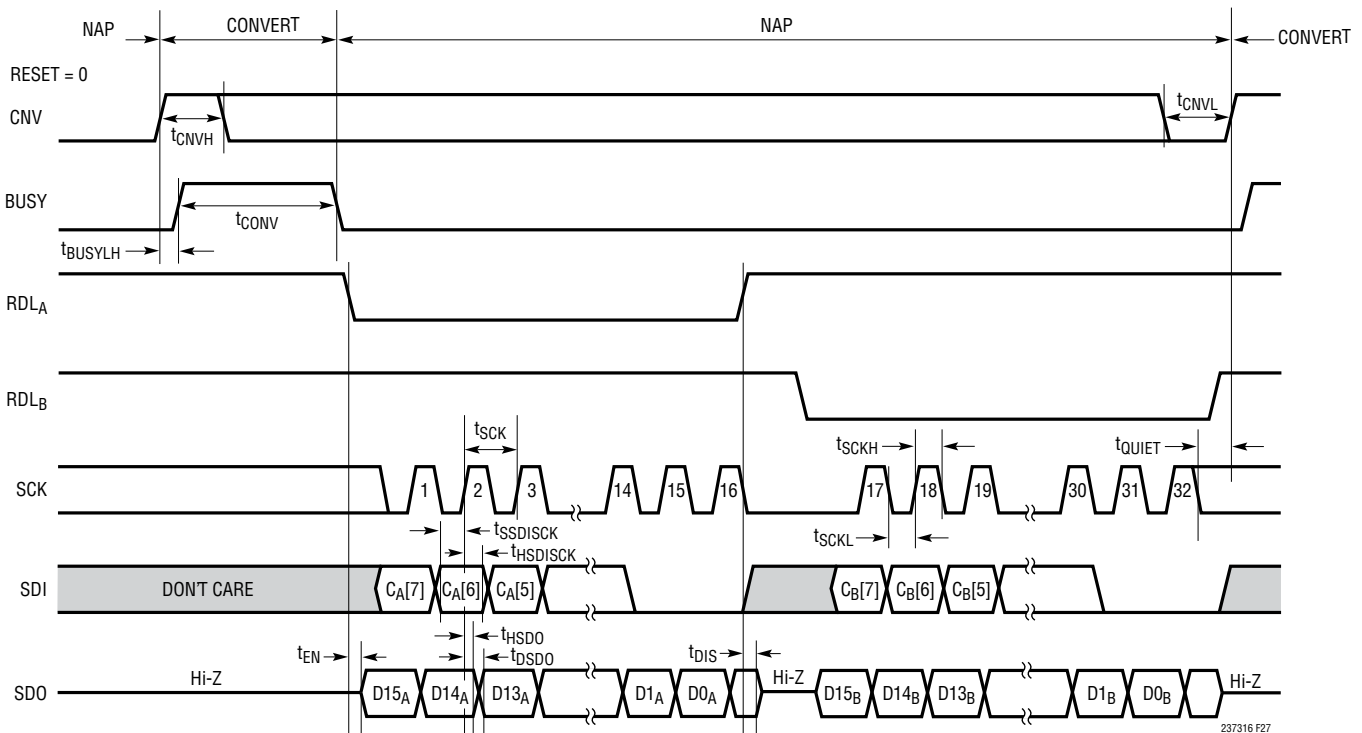 NAP CONVERT NAP CONVERT
RESET = 0
CNV
tCNVH
tCNVL
BUSY
tCONV
tBUSYLH
RDLA
RDLB
tSCK
tSCKH
tQUIET
SCK
1 2 3 14 15 16 17 18 19 30 31 32
tSSDISCK
tSCKL
tHSDISCK
SDI
DON'T CARE
CA[7] CA[6] CA[5] CB[7] CB[6] CB[5]
tHSDO
tEN
tDSDO
tDIS
SDO
Hi-Z
D15A D14A D13A D1A D0A
Hi-Z
D15B D14B D13B D1B D0B
Hi-Z
237316 F27